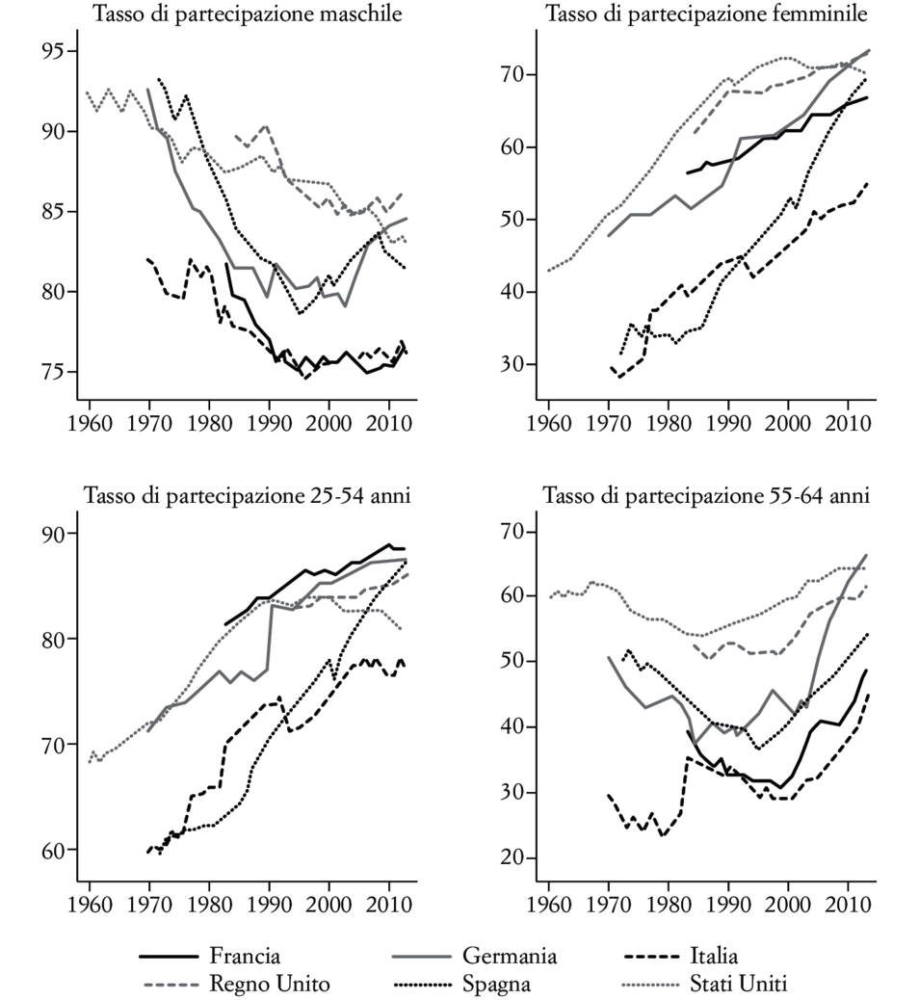 Tasso di partecipazione maschile
Tasso di partecipazione femminile
95
90
85
80
75
1960 1970 1980 1990 2000 2010
70
60
50
40
30
1960 1970 1980 1990 2000 2010
Tasso di partecipazione 25-54 anni
Tasso di partecipazione 55-64 anni
90
80
70
60
1960 1970 1980 1990 2000 2010
70
60
50
40
30
20
1960 1970 1980 1990 2000 2010
Francia Germania Italia
Regno Unito Spagna Stati Uniti